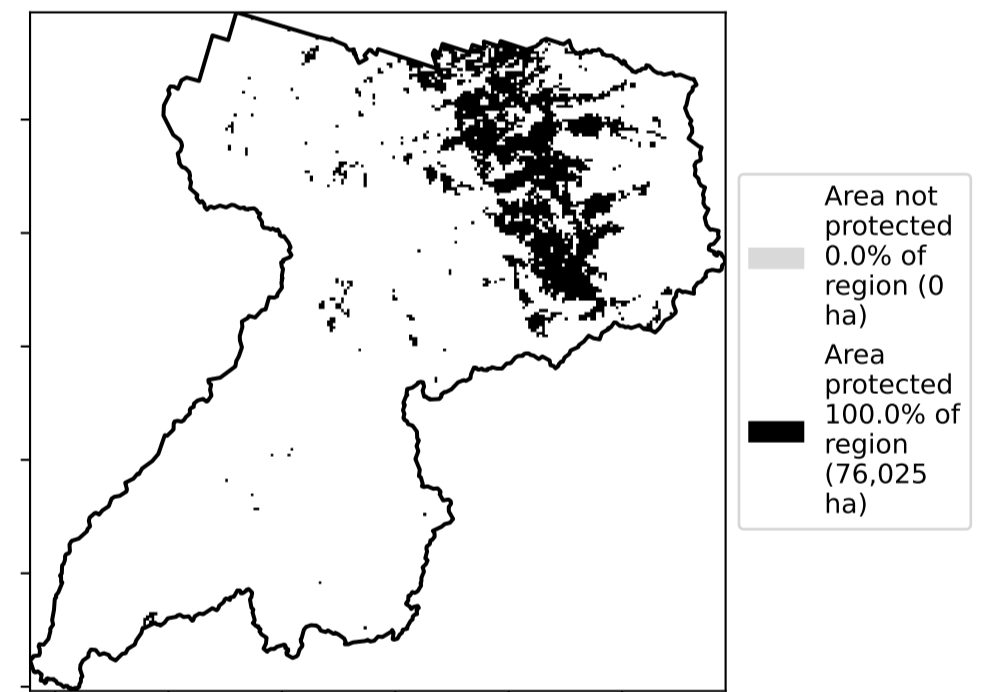 Area not
protected
0.0% of
region (0
ha)
Area
protected
100.0% of
region
(76,025
ha)